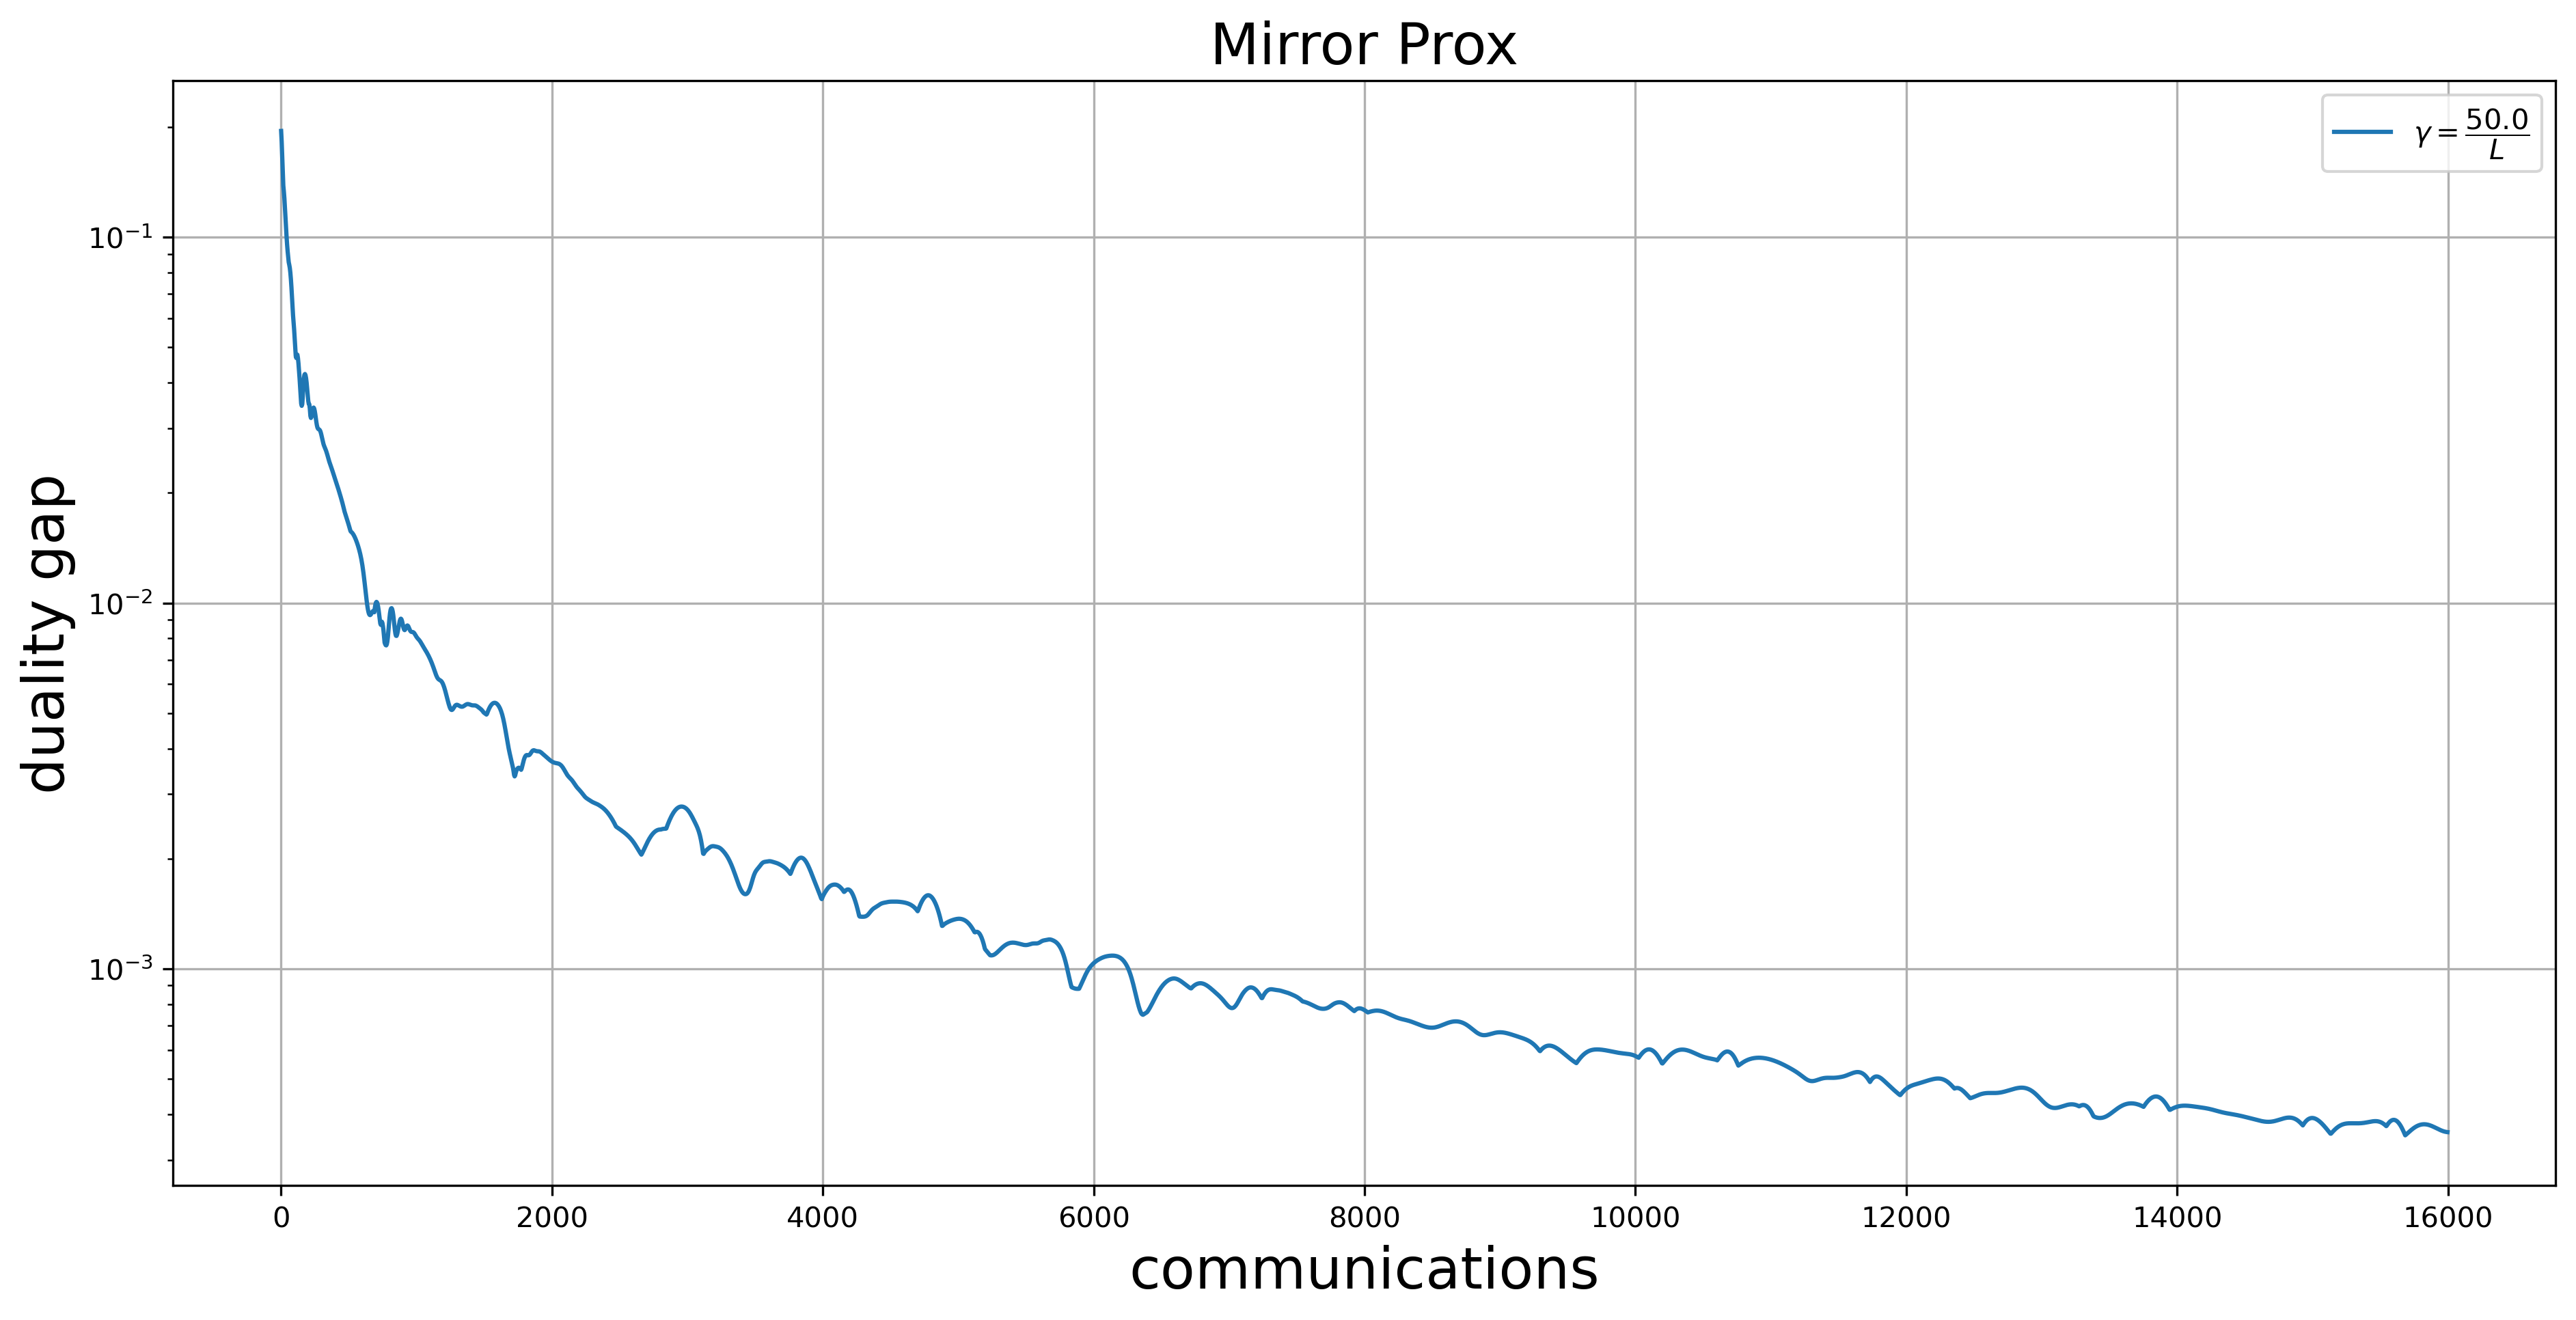 Mirror Prox
γ = 50.0/L
10⁻¹
10⁻²
10⁻³
duality gap
0 2000 4000 6000 8000 10000 12000 14000 16000
communications